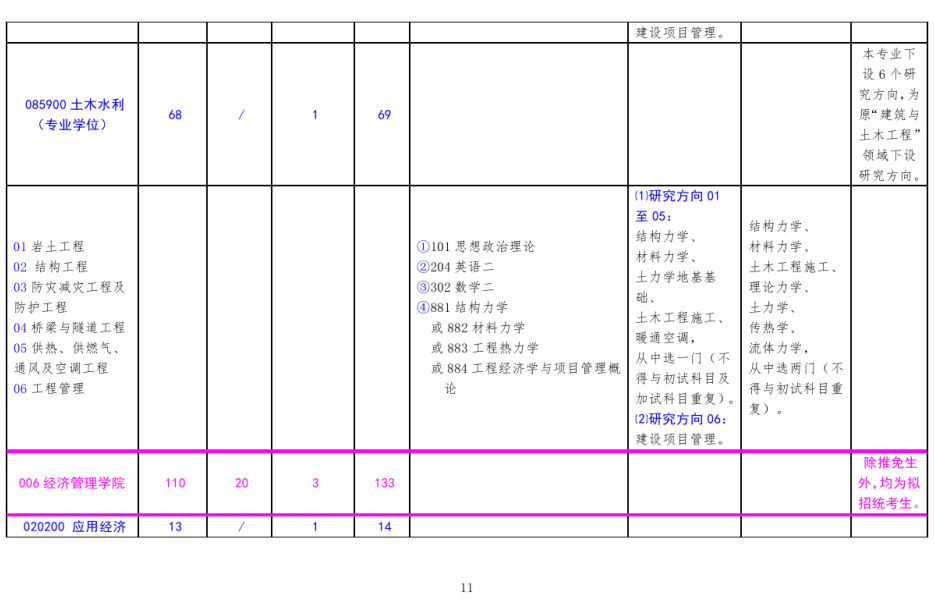 建设项目管理。
085900 土木水利
（专业学位）
68
/
1
69
本专业下
设 6 个研
究方向,为
原“建筑与
土木工程”
领域下设
研究方向。
01 岩土工程
02 结构工程
03 防灾减灾工程及
防护工程
04 桥梁与隧道工程
05 供热、供燃气、
通风及空调工程
06 工程管理
①101 思想政治理论
②204 英语二
③302 数学二
④881 结构力学
或 882 材料力学
或 883 工程热力学
或 884 工程经济学与项目管理概
论
⑴研究方向 01
至 05：
结构力学、
材料力学、
土力学地基基
础、
土木工程施工、
暖通空调，
从中选一门（不
得与初试科目及
加试科目重复）。
⑵研究方向 06：
建设项目管理。
结构力学、
材料力学、
土木工程施工、
理论力学、
土力学、
传热学、
流体力学，
从中选两门（不
得与初试科目重
复）。
006 经济管理学院
110
20
3
133
除推免生
外,均为拟
招统考生。
020200 应用经济
13
/
1
14
11